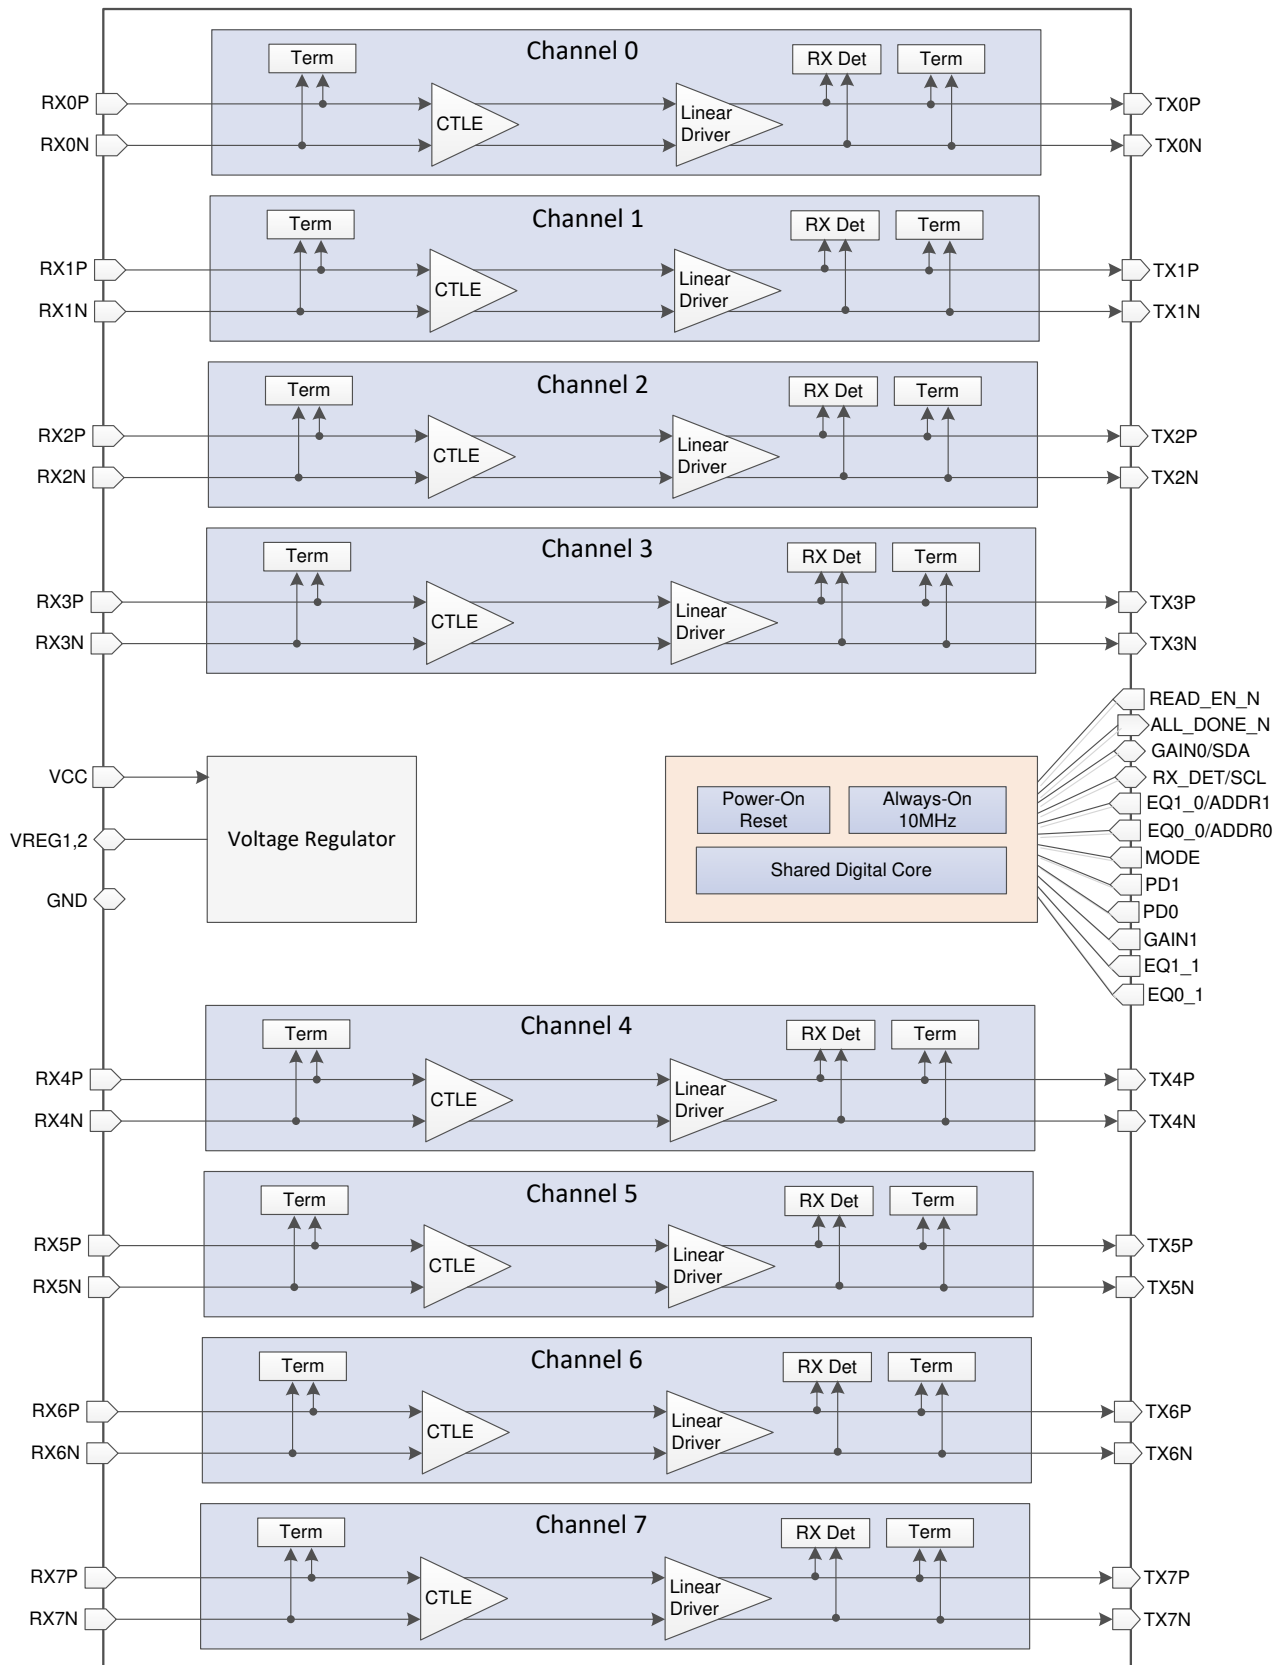 Channel 0
Term
RX Det
Term
RX0P
CTLE
Linear
Driver
TX0P
RX0N
TX0N
Channel 1
Term
RX Det
Term
RX1P
CTLE
Linear
Driver
TX1P
RX1N
TX1N
Channel 2
Term
RX Det
Term
RX2P
CTLE
Linear
Driver
TX2P
RX2N
TX2N
Channel 3
Term
RX Det
Term
RX3P
CTLE
Linear
Driver
TX3P
RX3N
TX3N
VCC
VREG1,2
GND
Voltage Regulator
Power-On
Reset
Always-On
10MHz
Shared Digital Core
READ_EN_N
ALL_DONE_N
GAIN0/SDA
RX_DET/SCL
EQ1_0/ADDR1
EQ0_0/ADDR0
MODE
PD1
PD0
GAIN1
EQ1_1
EQ0_1
Channel 4
Term
RX Det
Term
RX4P
CTLE
Linear
Driver
TX4P
RX4N
TX4N
Channel 5
Term
RX Det
Term
RX5P
CTLE
Linear
Driver
TX5P
RX5N
TX5N
Channel 6
Term
RX Det
Term
RX6P
CTLE
Linear
Driver
TX6P
RX6N
TX6N
Channel 7
Term
RX Det
Term
RX7P
CTLE
Linear
Driver
TX7P
RX7N
TX7N